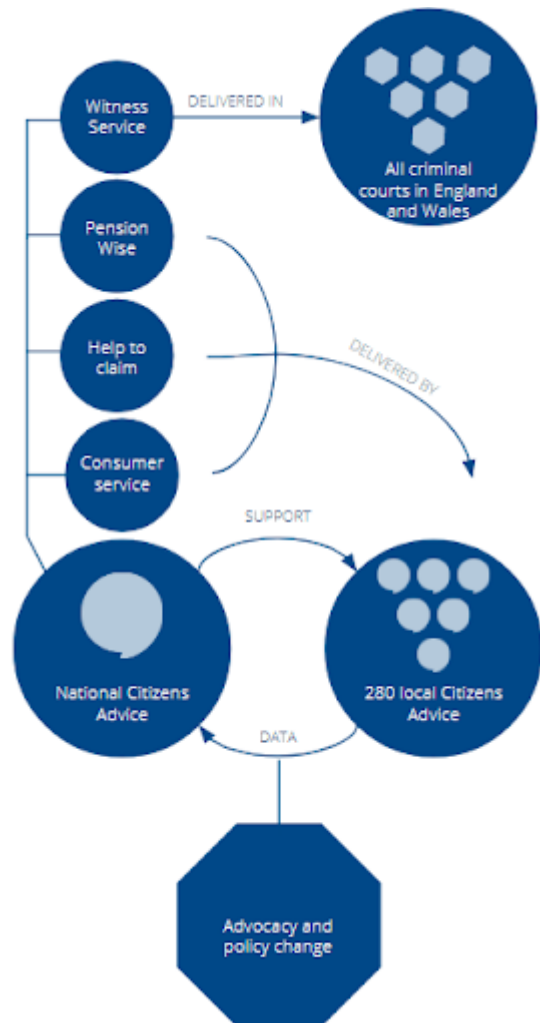 Witness
Service
DELIVERED IN
All criminal
courts in England
and Wales
Pension
Wise
Help to
claim
DELIVERED BY
Consumer
service
SUPPORT
National Citizens
Advice
280 local Citizens
Advice
DATA
Advocacy and
policy change